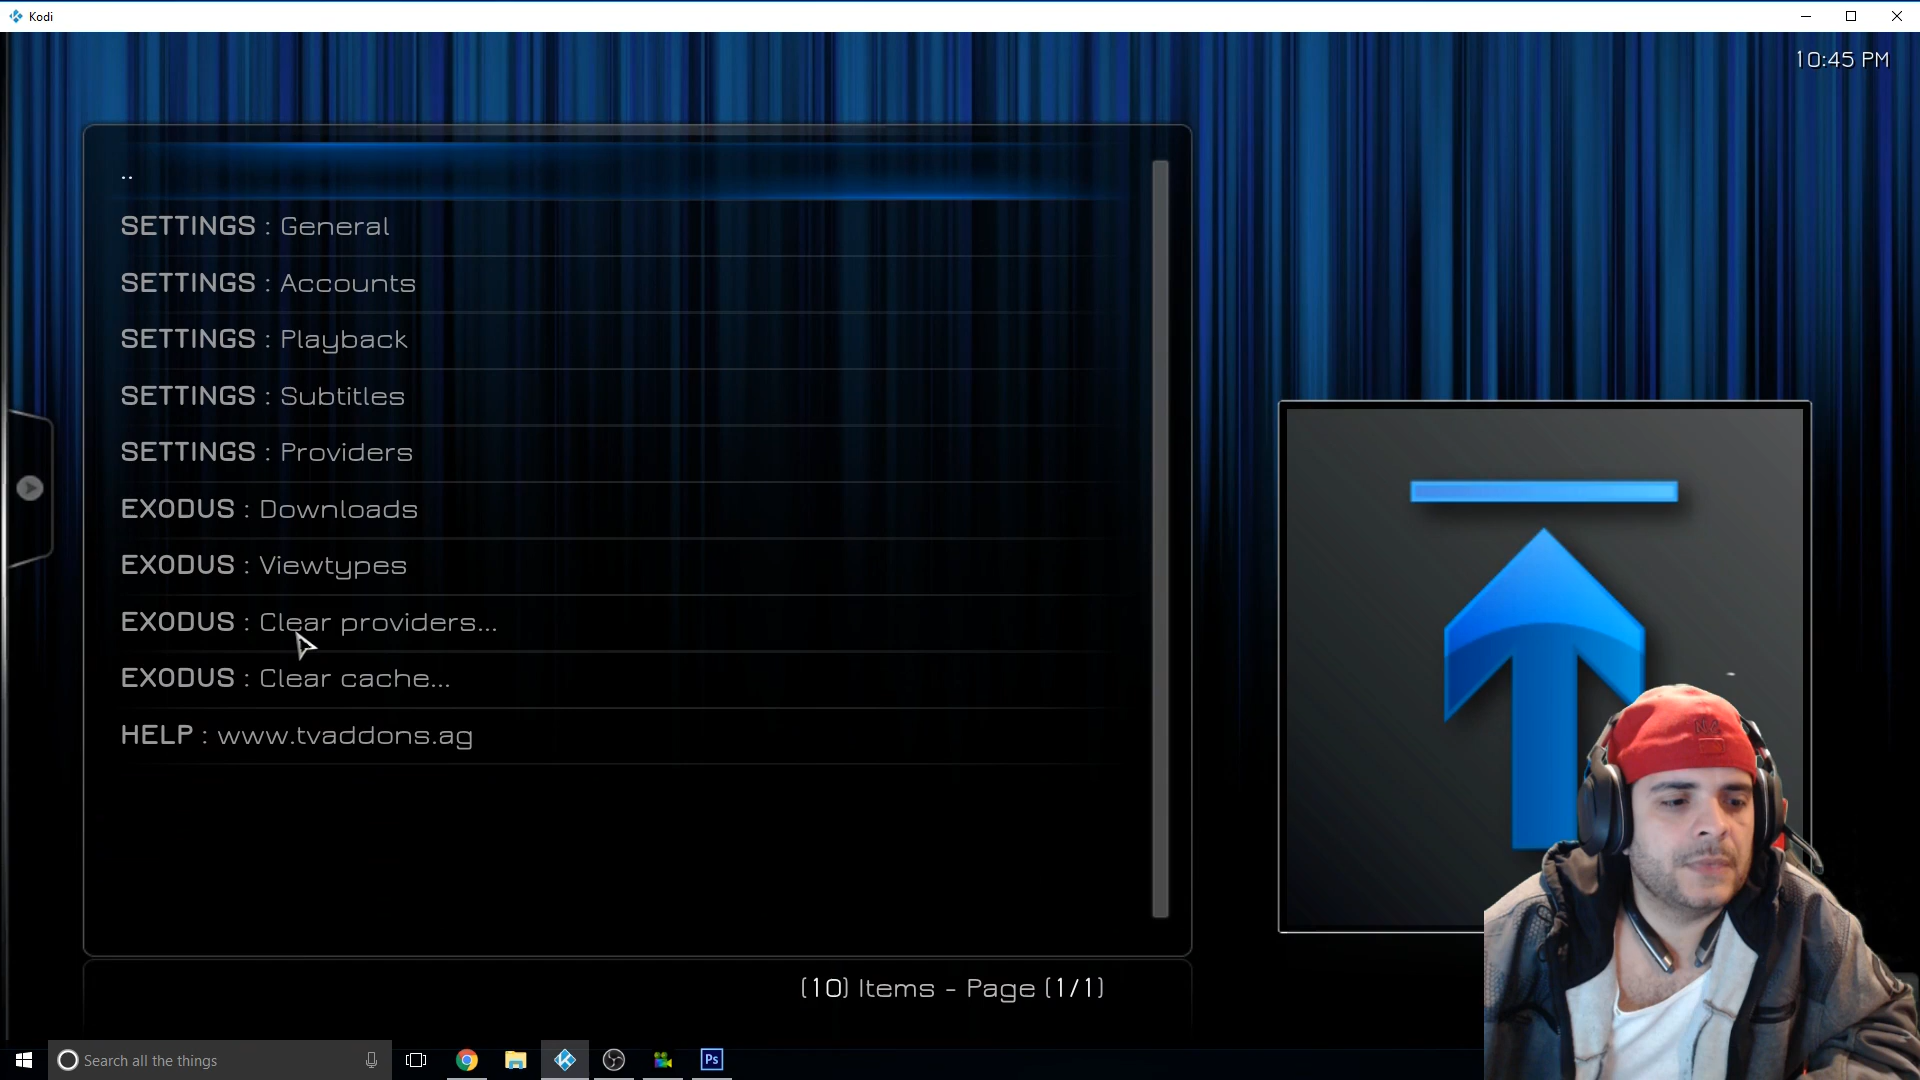 Kodi
10:45 PM
..
SETTINGS : General
SETTINGS : Accounts
SETTINGS : Playback
SETTINGS : Subtitles
SETTINGS : Providers
EXODUS : Downloads
EXODUS : Viewtypes
EXODUS : Clear providers...
EXODUS : Clear cache...
HELP : www.tvaddons.ag
(10) Items - Page (1/1)
Search all the things
Ps